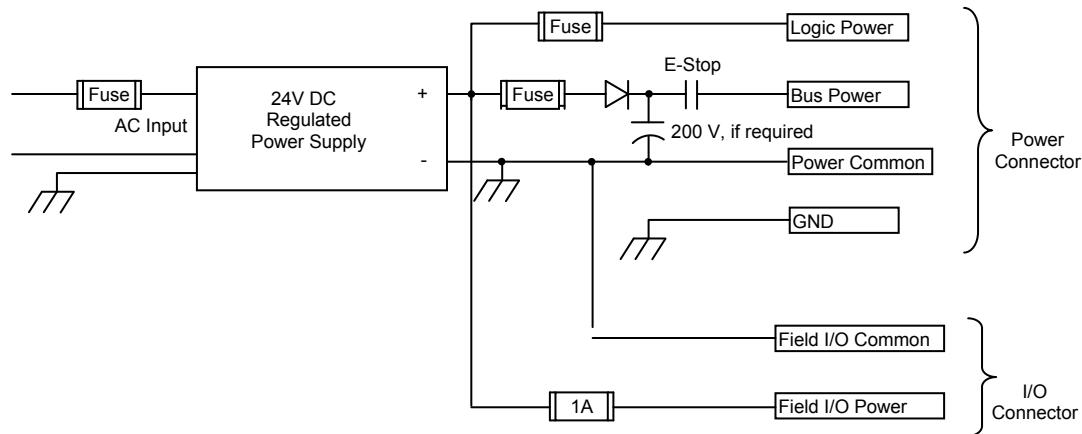 Fuse
Logic Power
E-Stop
Fuse
24V DC
Regulated
Power Supply
+
Fuse
Bus Power
AC Input
200 V, if required
-
Power Common
Power
Connector
GND
Field I/O Common
1A
Field I/O Power
I/O
Connector